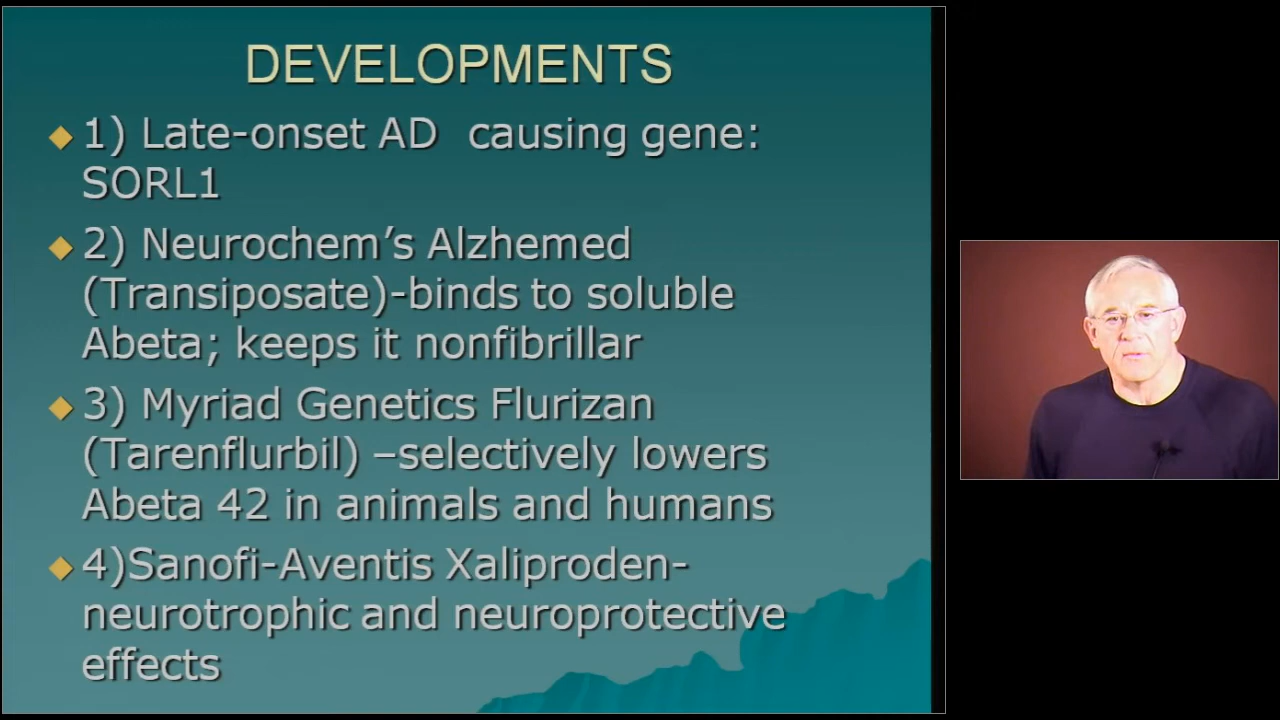 DEVELOPMENTS
1) Late-onset AD causing gene:
SORL1
2) Neurochem's Alzhemed
(Transiposate)-binds to soluble
Abeta; keeps it nonfibrillar
3) Myriad Genetics Flurizan
(Tarenflurbil) –selectively lowers
Abeta 42 in animals and humans
4)Sanofi-Aventis Xaliproden-
neurotrophic and neuroprotective
effects